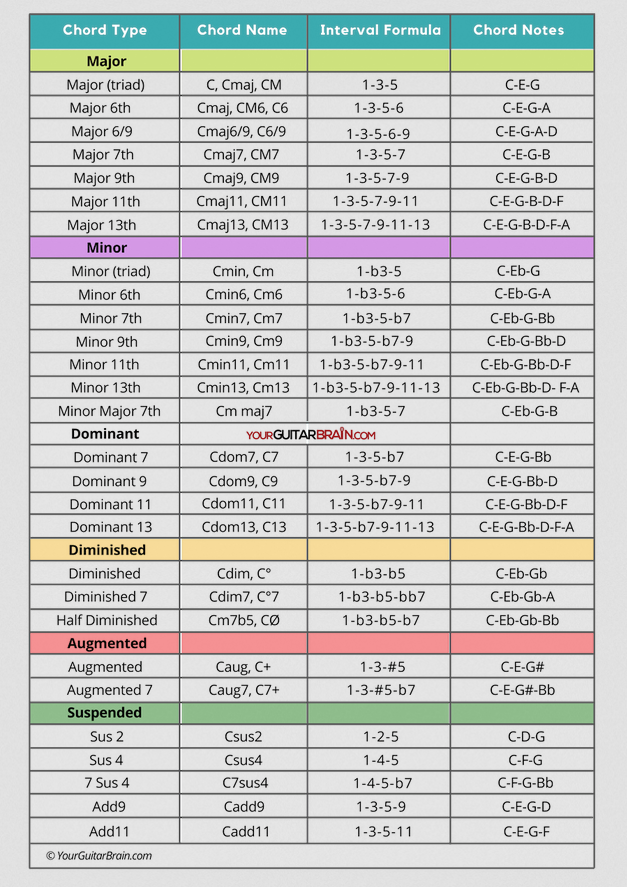 Chord Type Chord Name Interval Formula Chord Notes
Major
Major (triad) C, Cmaj, CM 1-3-5 C-E-G
Major 6th Cmaj, CM6, C6 1-3-5-6 C-E-G-A
Major 6/9 Cmaj6/9, C6/9 1-3-5-6-9 C-E-G-A-D
Major 7th Cmaj7, CM7 1-3-5-7 C-E-G-B
Major 9th Cmaj9, CM9 1-3-5-7-9 C-E-G-B-D
Major 11th Cmaj11, CM11 1-3-5-7-9-11 C-E-G-B-D-F
Major 13th Cmaj13, CM13 1-3-5-7-9-11-13 C-E-G-B-D-F-A
Minor
Minor (triad) Cmin, Cm 1-b3-5 C-Eb-G
Minor 6th Cmin6, Cm6 1-b3-5-6 C-Eb-G-A
Minor 7th Cmin7, Cm7 1-b3-5-b7 C-Eb-G-Bb
Minor 9th Cmin9, Cm9 1-b3-5-b7-9 C-Eb-G-Bb-D
Minor 11th Cmin11, Cm11 1-b3-5-b7-9-11 C-Eb-G-Bb-D-F
Minor 13th Cmin13, Cm13 1-b3-5-b7-9-11-13 C-Eb-G-Bb-D- F-A
Minor Major 7th Cm maj7 1-b3-5-7 C-Eb-G-B
Dominant YOURGUITARBRAIN.COM
Dominant 7 Cdom7, C7 1-3-5-b7 C-E-G-Bb
Dominant 9 Cdom9, C9 1-3-5-b7-9 C-E-G-Bb-D
Dominant 11 Cdom11, C11 1-3-5-b7-9-11 C-E-G-Bb-D-F
Dominant 13 Cdom13, C13 1-3-5-b7-9-11-13 C-E-G-Bb-D-F-A
Diminished
Diminished Cdim, C° 1-b3-b5 C-Eb-Gb
Diminished 7 Cdim7, C°7 1-b3-b5-bb7 C-Eb-Gb-A
Half Diminished Cm7b5, CØ 1-b3-b5-b7 C-Eb-Gb-Bb
Augmented
Augmented Caug, C+ 1-3-#5 C-E-G#
Augmented 7 Caug7, C7+ 1-3-#5-b7 C-E-G#-Bb
Suspended
Sus 2 Csus2 1-2-5 C-D-G
Sus 4 Csus4 1-4-5 C-F-G
7 Sus 4 C7sus4 1-4-5-b7 C-F-G-Bb
Add9 Cadd9 1-3-5-9 C-E-G-D
Add11 Cadd11 1-3-5-11 C-E-G-F
© YourGuitarBrain.com